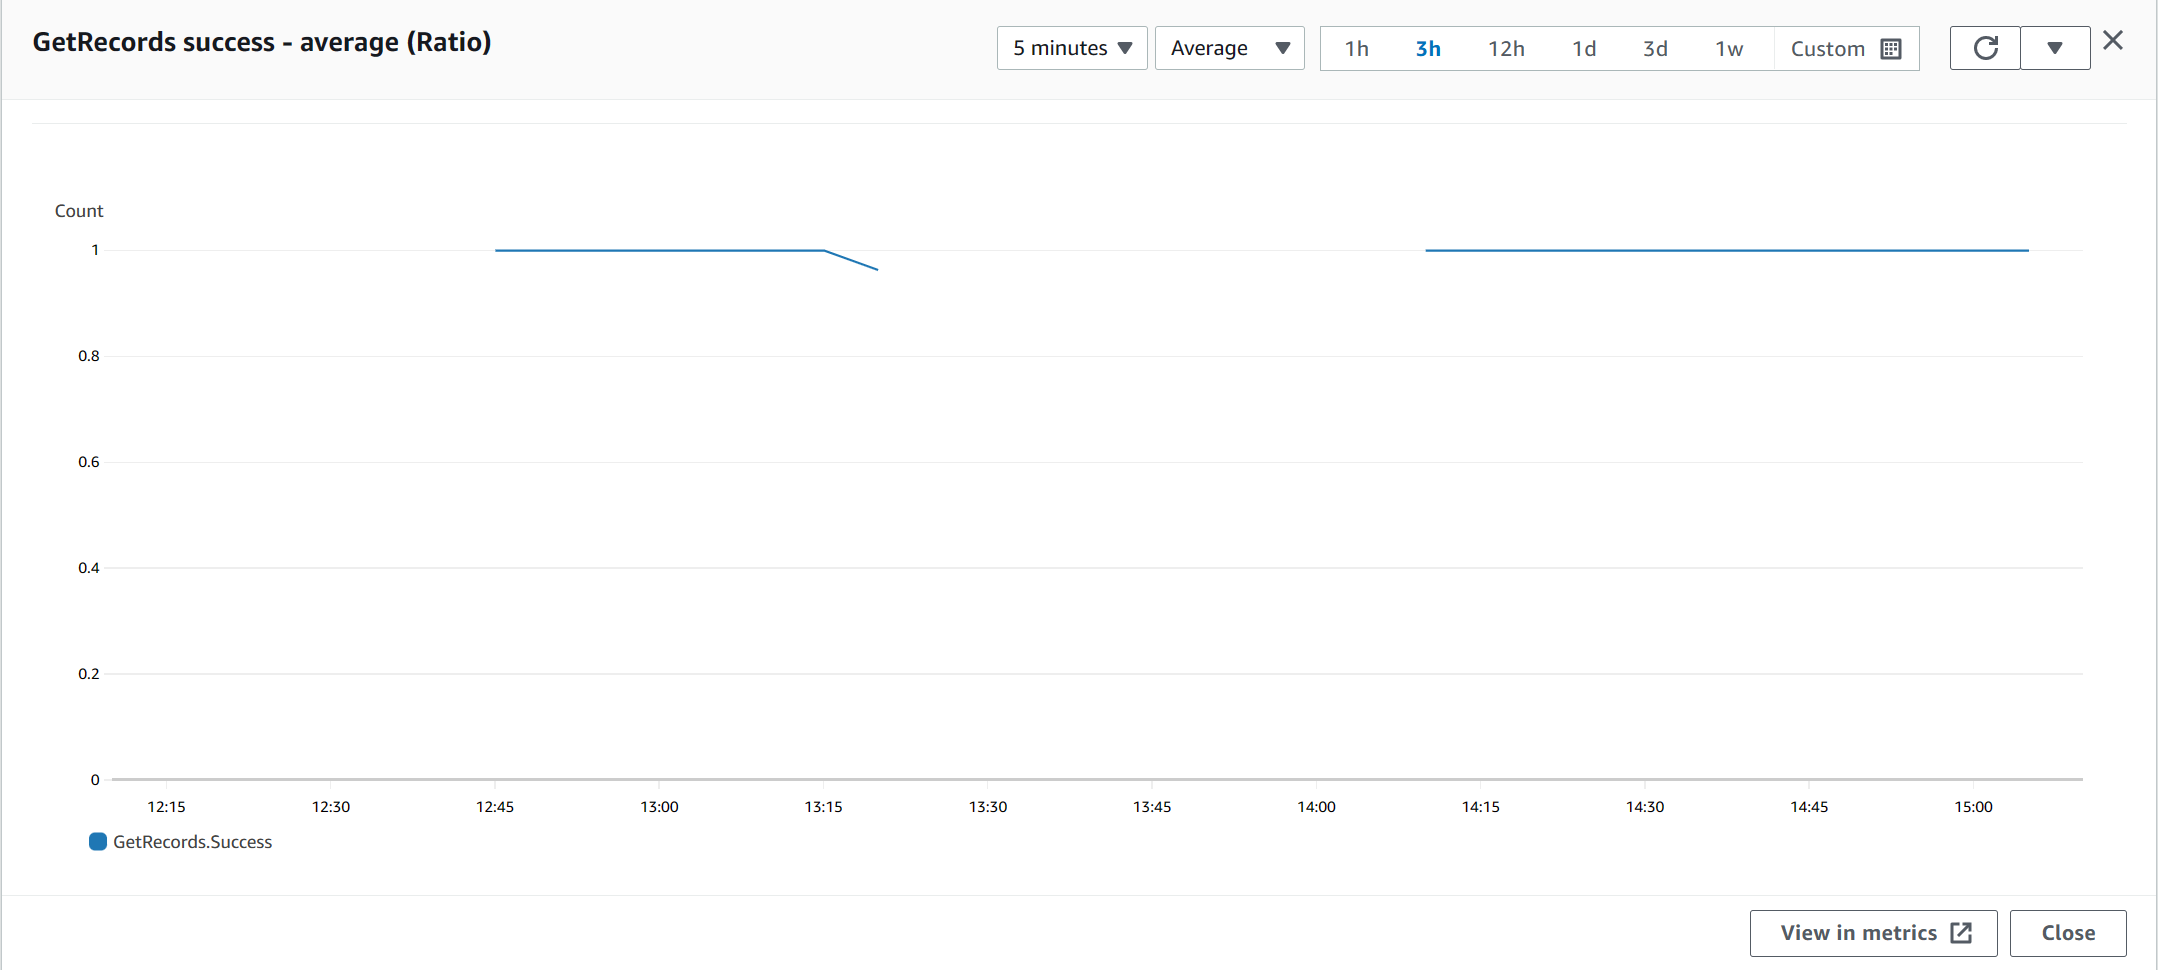 GetRecords success - average (Ratio)
5 minutes Average 1h 3h 12h 1d 3d 1w Custom
Count
1
0.8
0.6
0.4
0.2
0
12:15 12:30 12:45 13:00 13:15 13:30 13:45 14:00 14:15 14:30 14:45 15:00
GetRecords.Success
View in metrics Close